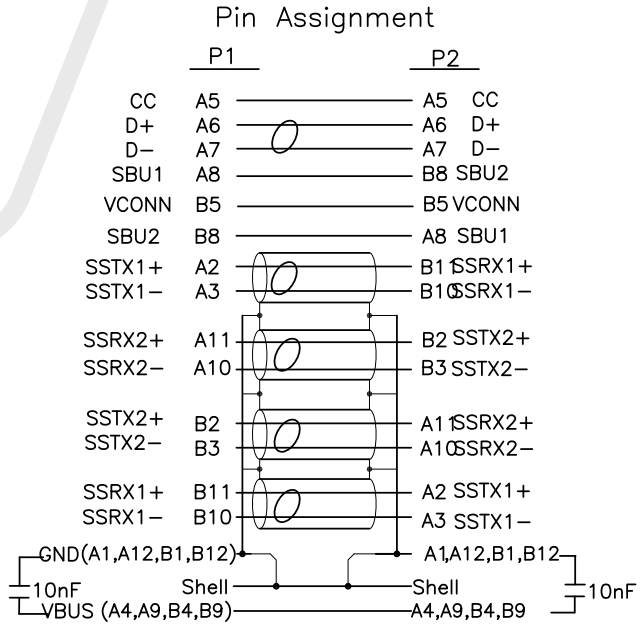 Pin Assignment
P1 P2
CC A5 A5 CC
D+ A6 A6 D+
D− A7 A7 D−
SBU1 A8 B8 SBU2
VCONN B5 B5 VCONN
SBU2 B8 A8 SBU1
SSTX1+ A2 B11 SSRX1+
SSTX1− A3 B10 SSRX1−
SSRX2+ A11 B2 SSTX2+
SSRX2− A10 B3 SSTX2−
SSTX2+ B2 A11 SSRX2+
SSTX2− B3 A10 SSRX2−
SSRX1+ B11 A2 SSTX1+
SSRX1− B10 A3 SSTX1−
GND(A1,A12,B1,B12) A1,A12,B1,B12
10nF Shell Shell 10nF
VBUS (A4,A9,B4,B9) A4,A9,B4,B9